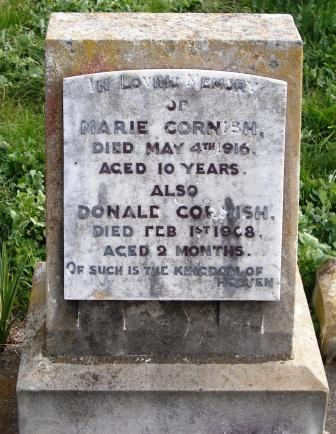 IN LOVING MEMORY
OF
MARIE CORNISH,
DIED MAY 4TH 1916.
AGED 10 YEARS.
ALSO
DONALD CORNISH,
DIED FEB 1ST 1908.
AGED 2 MONTHS.
OF SUCH IS THE KINGDOM OF
HEAVEN